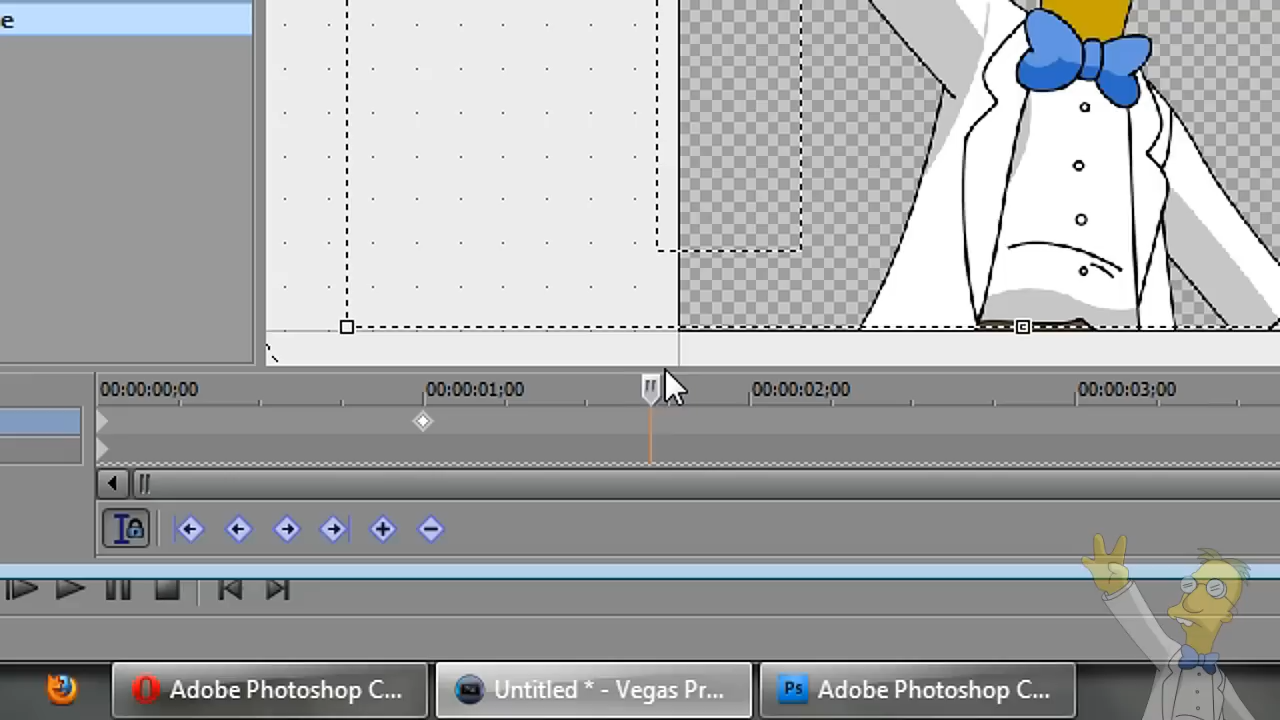 e
00:00:00;00 00:00:01;00 00:00:02;00 00:00:03;00
Adobe Photoshop C... Untitled * - Vegas Pr... Ps Adobe Photoshop C...